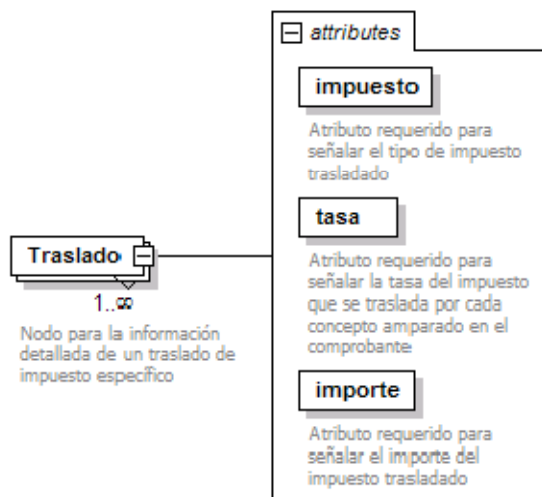 attributes
impuesto
Atributo requerido para
señalar el tipo de impuesto
trasladado
tasa
Atributo requerido para
señalar la tasa del impuesto
que se traslada por cada
concepto amparado en el
comprobante
Traslado
1..∞
Nodo para la información
detallada de un traslado de
impuesto específico
importe
Atributo requerido para
señalar el importe del
impuesto trasladado